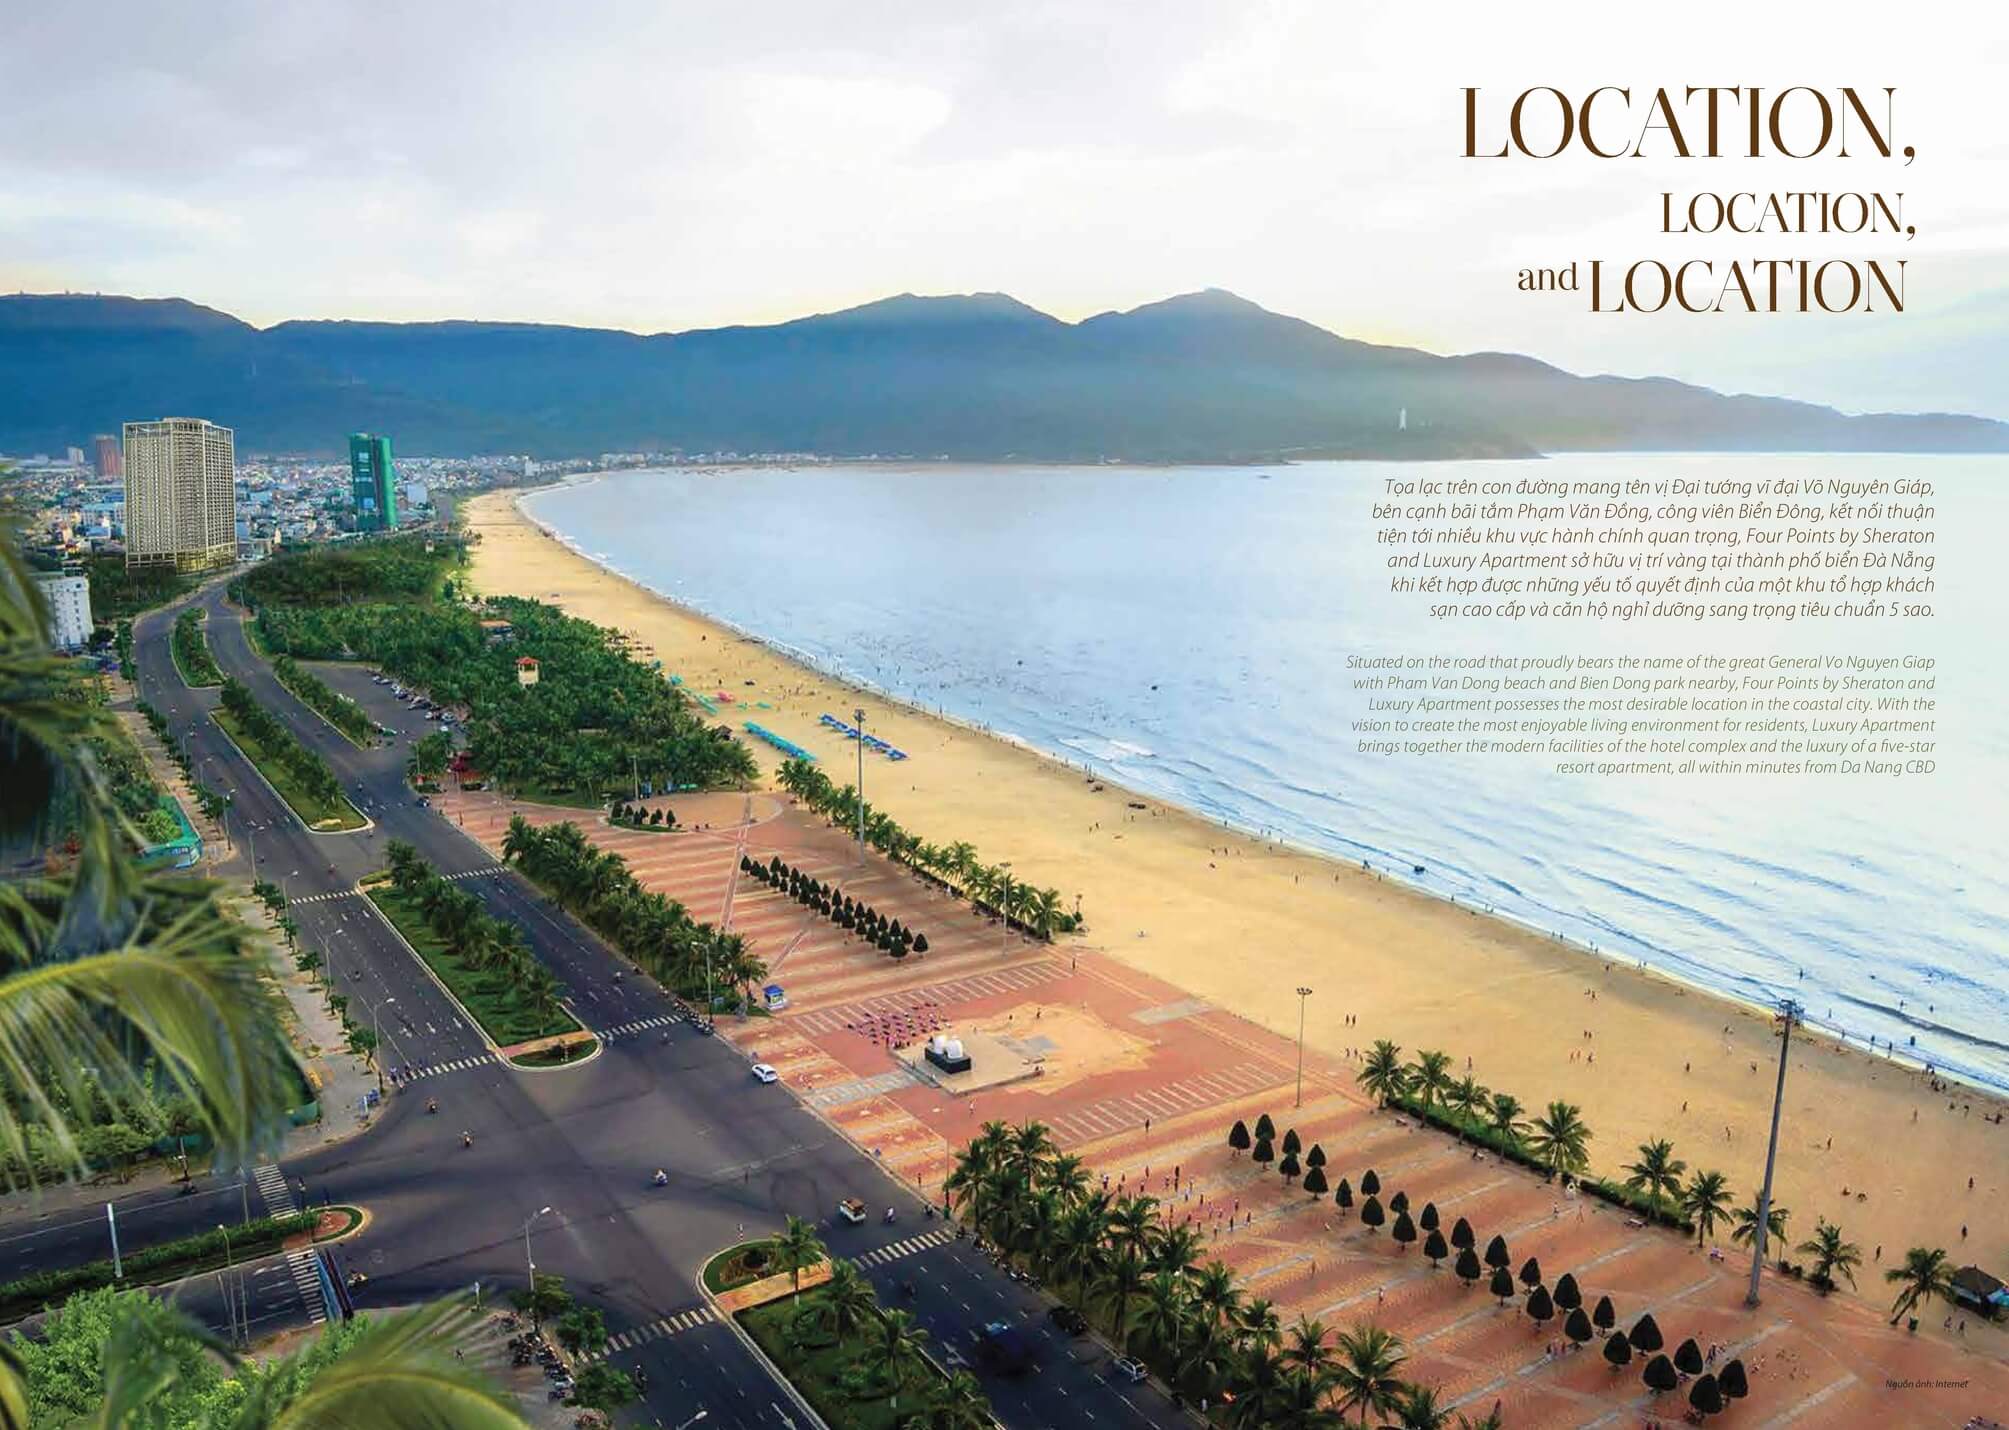 LOCATION,
LOCATION,
and LOCATION
Tọa lạc trên con đường mang tên vị Đại tướng vĩ đại Võ Nguyên Giáp,
bên cạnh bãi tắm Phạm Văn Đồng, công viên Biển Đông, kết nối thuận
tiện tới nhiều khu vực hành chính quan trọng, Four Points by Sheraton
and Luxury Apartment sở hữu vị trí vàng tại thành phố biển Đà Nẵng
khi kết hợp được những yếu tố quyết định của một khu tổ hợp khách
sạn cao cấp và căn hộ nghỉ dưỡng sang trọng tiêu chuẩn 5 sao.
Situated on the road that proudly bears the name of the great General Vo Nguyen Giap
with Pham Van Dong beach and Bien Dong park nearby, Four Points by Sheraton and
Luxury Apartment possesses the most desirable location in the coastal city. With the
vision to create the most enjoyable living environment for residents, Luxury Apartment
brings together the modern facilities of the hotel complex and the luxury of a five-star
resort apartment, all within minutes from Da Nang CBD
Nguồn ảnh: Internet